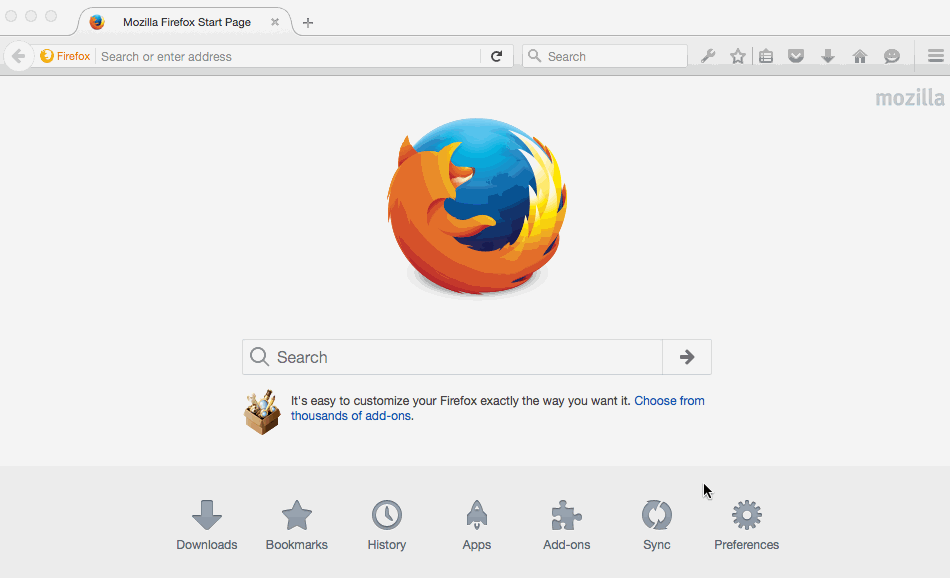 Mozilla Firefox Start Page
Firefox Search or enter address Search
mozilla
Search
It's easy to customize your Firefox exactly the way you want it. Choose from
thousands of add-ons.
Downloads Bookmarks History Apps Add-ons Sync Preferences